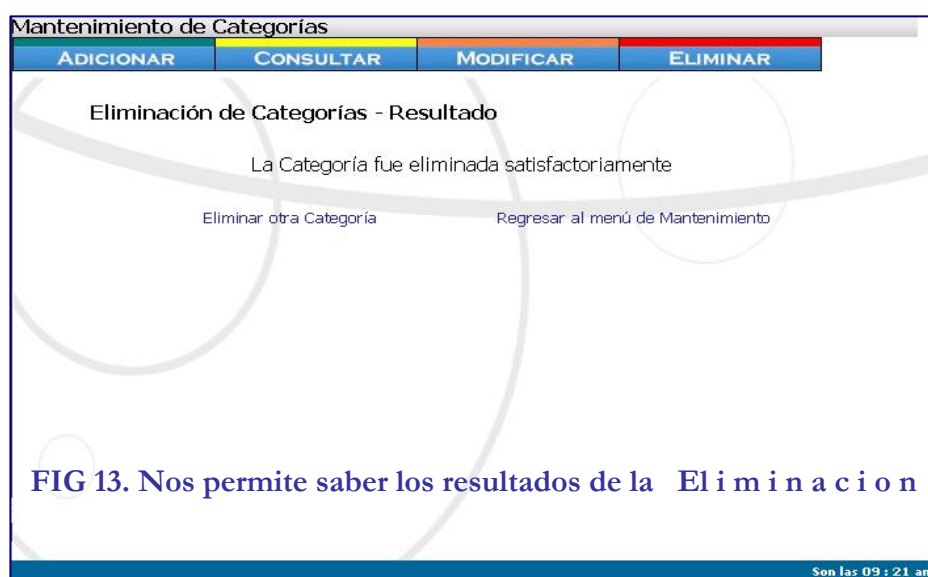 Mantenimiento de Categorías
ADICIONAR CONSULTAR MODIFICAR ELIMINAR
Eliminación de Categorías - Resultado
La Categoría fue eliminada satisfactoriamente
Eliminar otra Categoría Regresar al menú de Mantenimiento
FIG 13. Nos permite saber los resultados de la El i m i n a c i o n
Son las 09 : 21 am